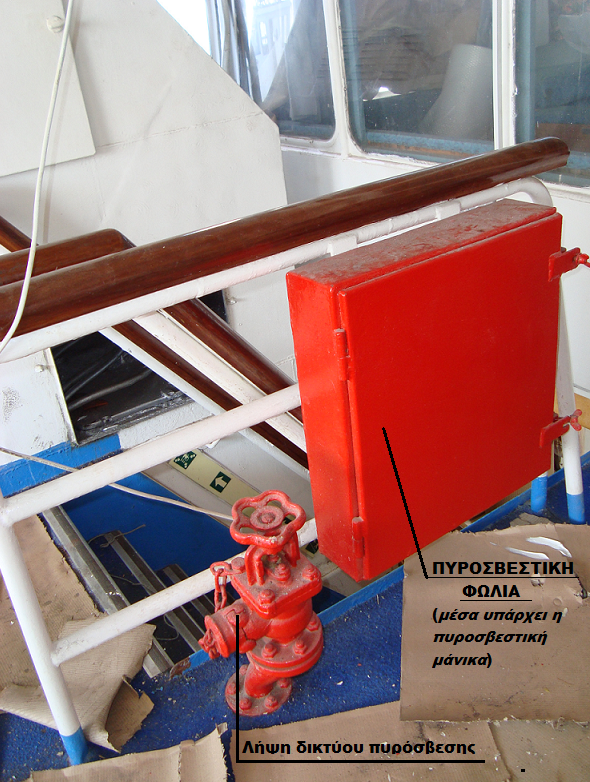 ΠΥΡΟΣΒΕΣΤΙΚΗ
ΦΩΛΙΑ
(μέσα υπάρχει η
πυροσβεστική
μάνικα)
Λήψη δικτύου πυρόσβεσης